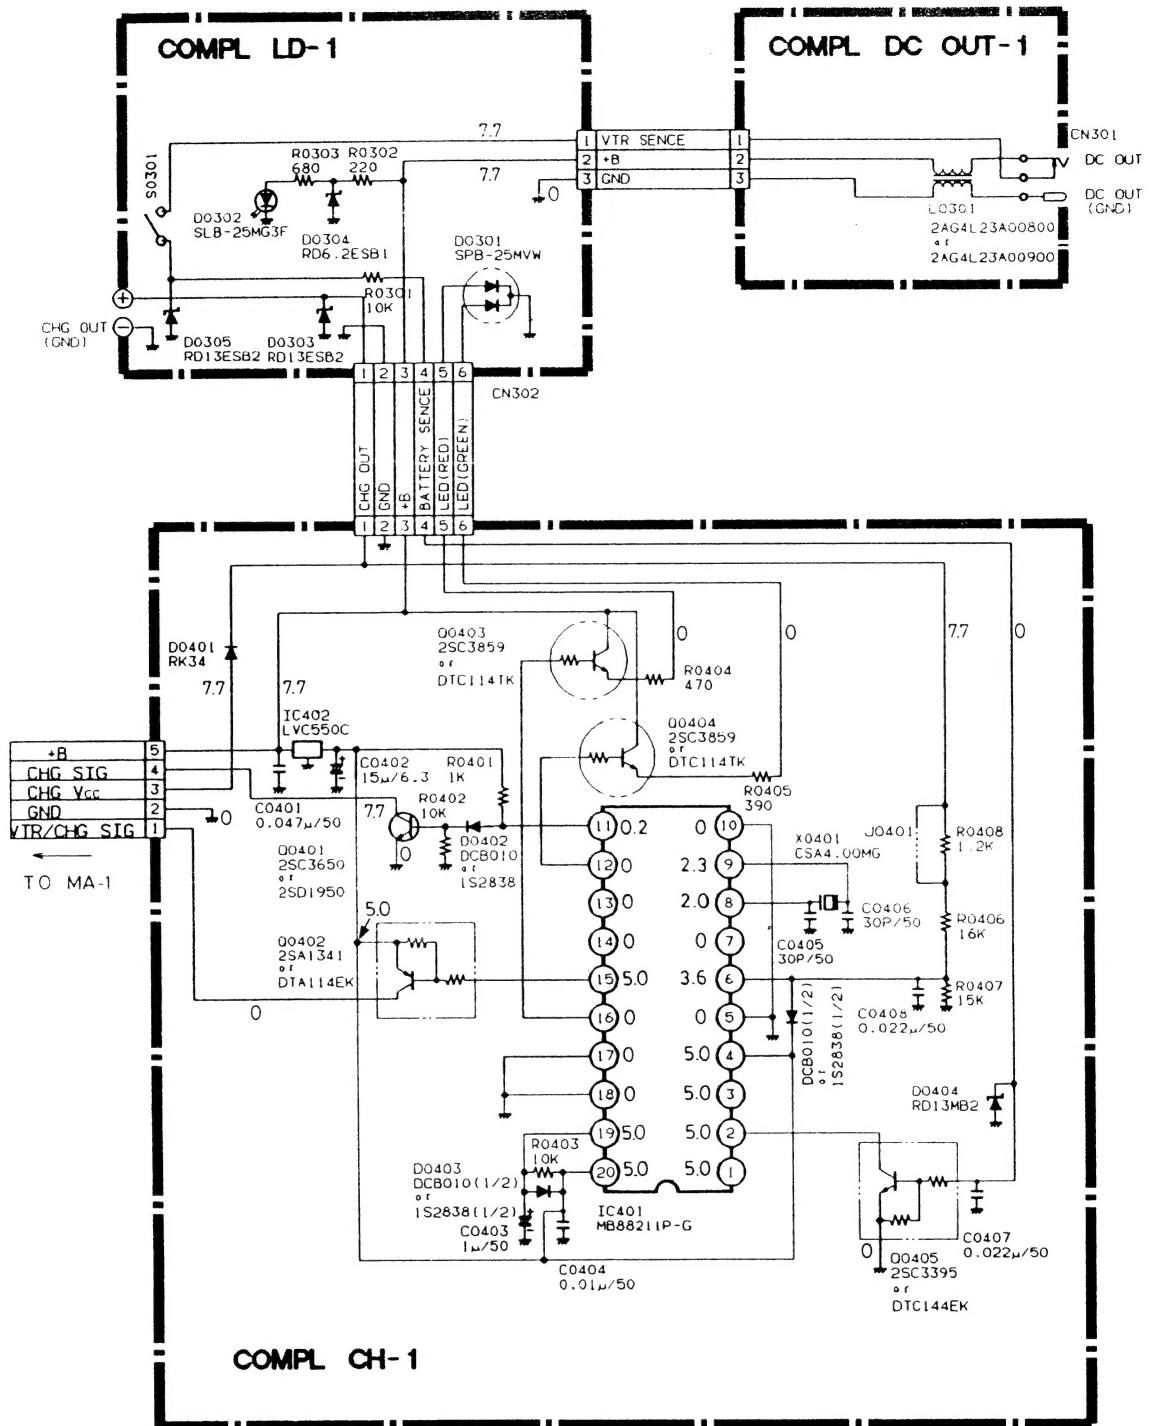 COMPL LD-1
COMPL DC OUT-1
7.7
1 VTR SENCE 1
2 +B 2
3 GND 3
7.7
0
CN301
DC OUT
DC OUT
(GND)
L0301
2AG4L23A00800
or
2AG4L23A00900
S0301
R0303
680
R0302
220
D0302
SLB-25MG3F
D0304
RD6.2ESB1
D0301
SPB-25MVW
R0301
10K
+
CHG OUT
(GND)
−
D0305
RD13ESB2
D0303
RD13ESB2
1 2 3 4 5 6
CN302
CHG OUT
GND
+B
BATTERY SENCE
LED(RED)
LED(GREEN)
1 2 3 4 5 6
D0401
RK34
7.7
7.7
Q0403
2SC3859
or
DTC114TK
0
R0404
470
0
7.7
0
IC402
LVC550C
Q0404
2SC3859
or
DTC114TK
R0405
390
+B 5
CHG SIG 4
CHG Vcc 3
GND 2
VTR/CHG SIG 1
0
TO MA-1
C0401
0.047μ/50
C0402
15μ/6.3
R0401
1K
R0402
10K
7.7
0
Q0401
2SC3650
or
2SD1950
D0402
DCB010
or
1S2838
5.0
Q0402
2SA1341
or
DTA114EK
0
11 0.2 0 10
12 0 2.3 9
13 0 2.0 8
14 0 0 7
15 5.0 3.6 6
16 0 0 5
17 0 5.0 4
18 0 5.0 3
19 5.0 5.0 2
20 5.0 5.0 1
X0401
CSA4.00MG
J0401
R0408
1.2K
C0406
30P/50
C0405
30P/50
R0406
16K
R0407
15K
C0408
0.022μ/50
DCB010(1/2)
or
1S2838(1/2)
D0404
RD13MB2
R0403
10K
D0403
DCB010(1/2)
or
1S2838(1/2)
C0403
1μ/50
C0404
0.01μ/50
IC401
MB88211P-G
C0407
0.022μ/50
0
Q0405
2SC3395
or
DTC144EK
COMPL CH-1